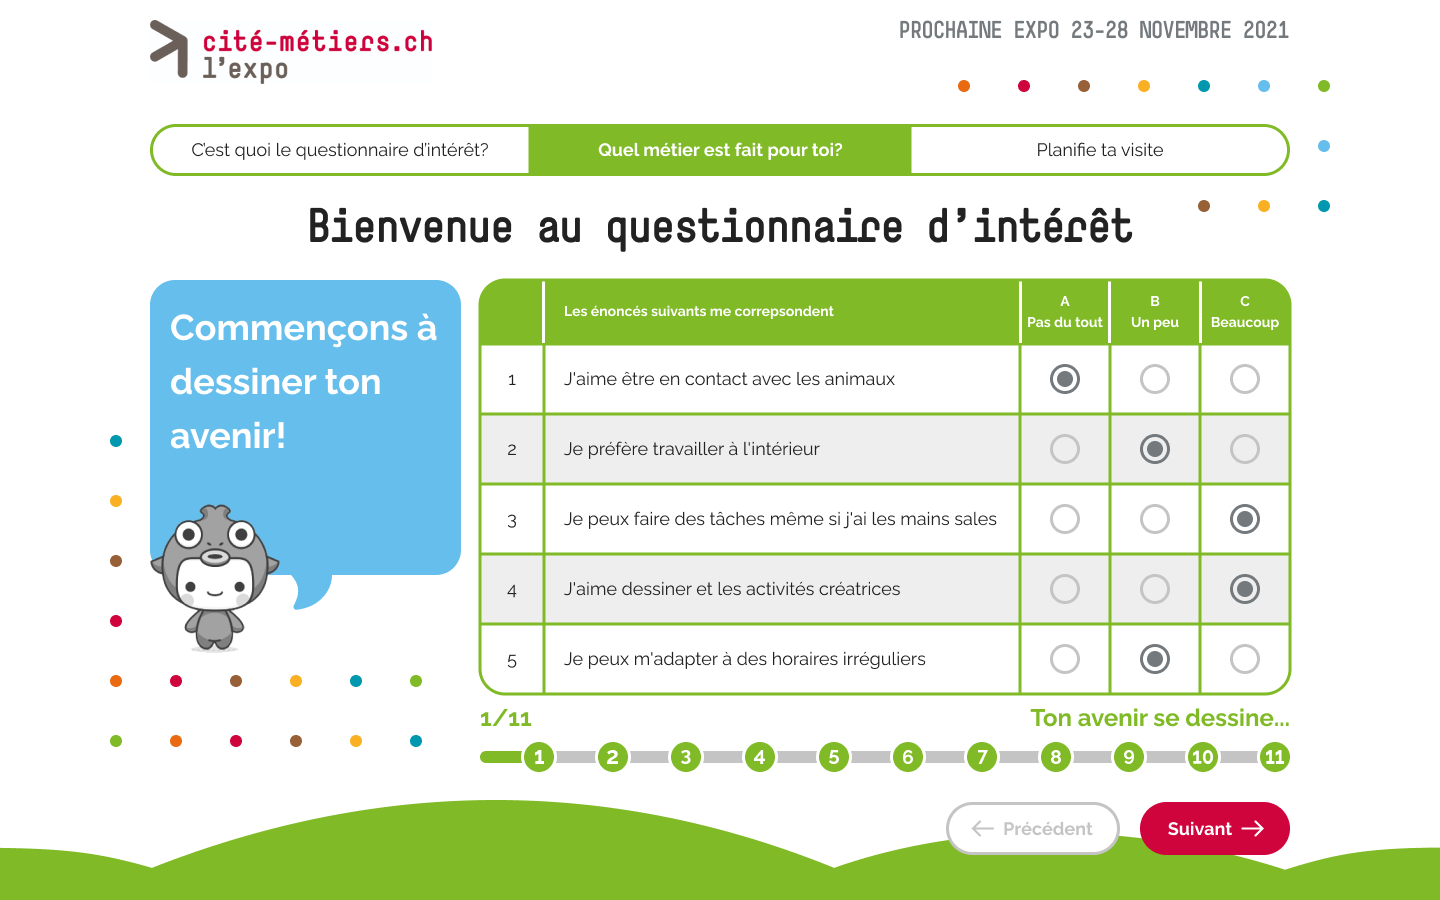 cité-métiers.ch
l'expo
PROCHAINE EXPO 23-28 NOVEMBRE 2021
C'est quoi le questionnaire d'intérêt?
Quel métier est fait pour toi?
Planifie ta visite
Bienvenue au questionnaire d'intérêt
Commençons à
dessiner ton
avenir!
Les énoncés suivants me correpsondent
A
Pas du tout
B
Un peu
C
Beaucoup
1 J'aime être en contact avec les animaux
2 Je préfère travailler à l'intérieur
3 Je peux faire des tâches même si j'ai les mains sales
4 J'aime dessiner et les activités créatrices
5 Je peux m'adapter à des horaires irréguliers
1/11
Ton avenir se dessine...
1 2 3 4 5 6 7 8 9 10 11
Précédent
Suivant